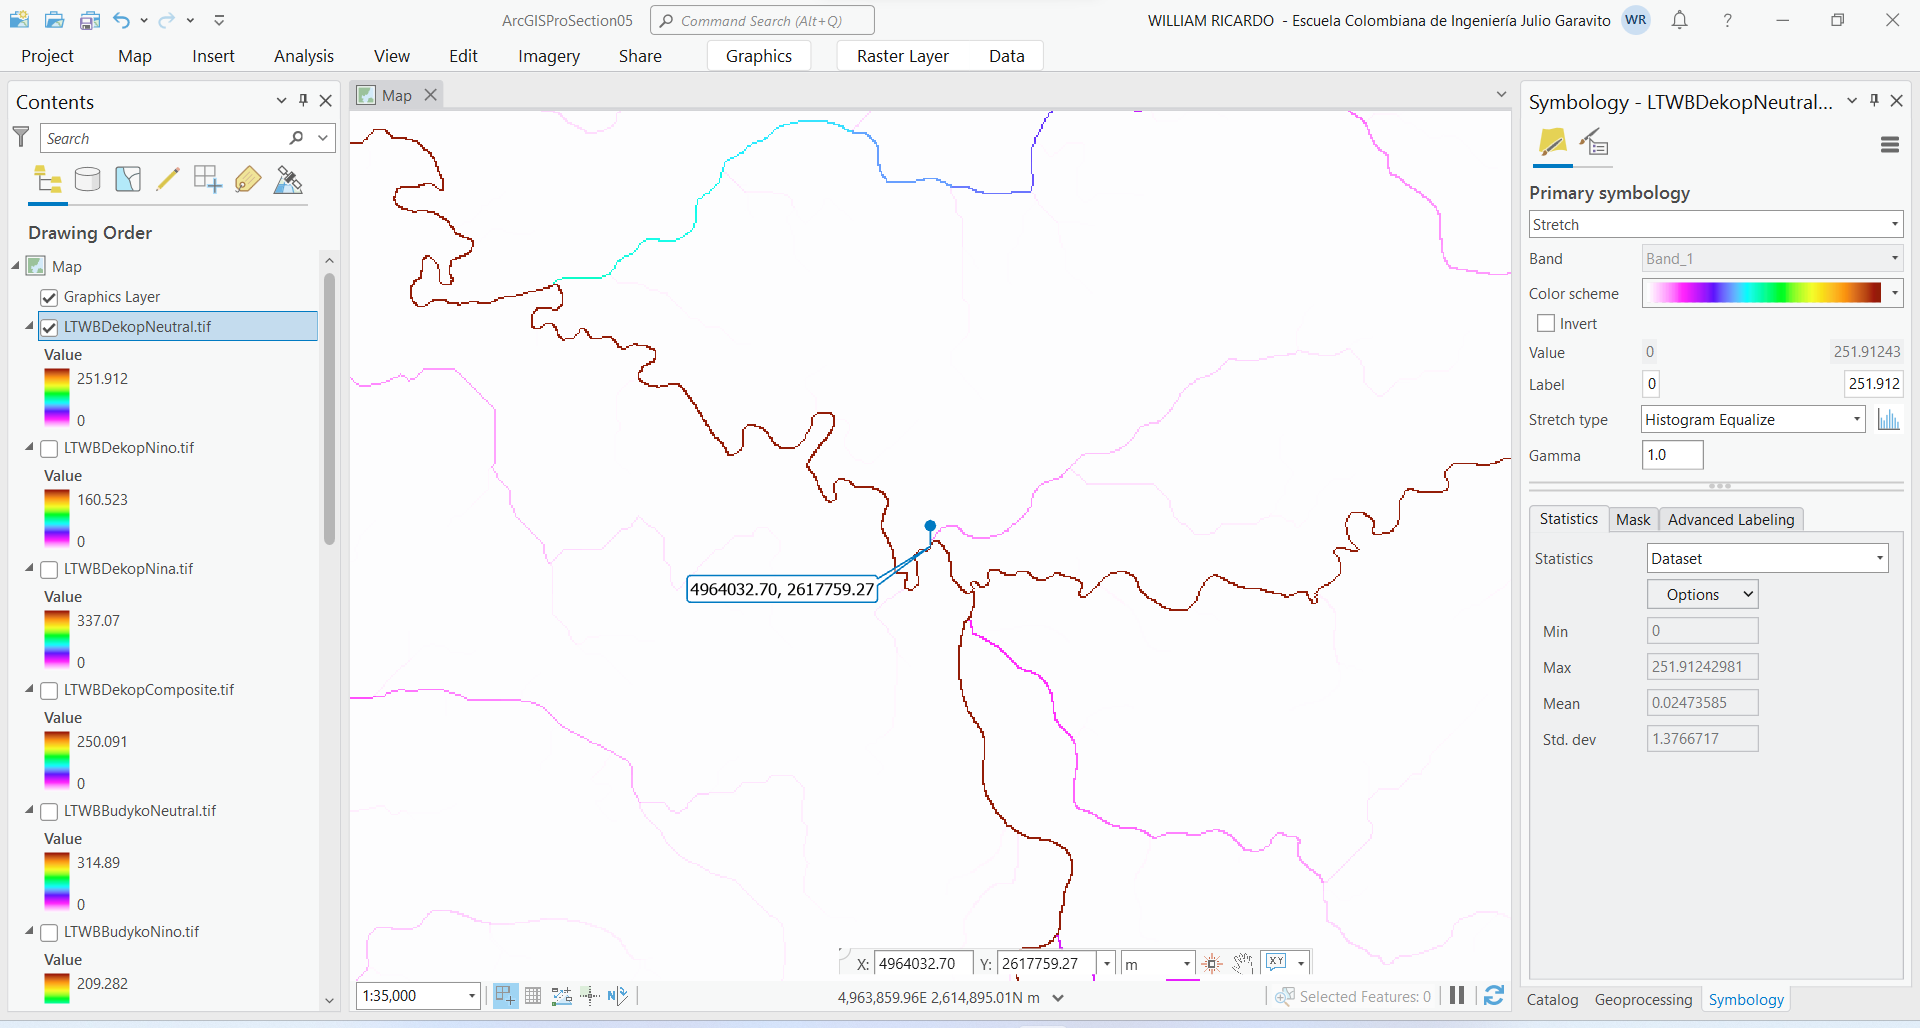 ArcGISProSection05
Command Search (Alt+Q)
WILLIAM RICARDO - Escuela Colombiana de Ingeniería Julio Garavito
WR
?
Project
Map
Insert
Analysis
View
Edit
Imagery
Share
Graphics
Raster Layer
Data
Contents
Search
Drawing Order
Map
Graphics Layer
LTWBDekopNeutral.tif
Value
251.912
0
LTWBDekopNino.tif
Value
160.523
0
LTWBDekopNina.tif
Value
337.07
0
LTWBDekopComposite.tif
Value
250.091
0
LTWBBudykoNeutral.tif
Value
314.89
0
LTWBBudykoNino.tif
Value
209.282
Map
4964032.70, 2617759.27
X: 4964032.70 Y: 2617759.27 m XY
1:35,000
N
4,963,859.96E 2,614,895.01N m
Selected Features: 0
Symbology - LTWBDekopNeutral...
Primary symbology
Stretch
Band Band_1
Color scheme
Invert
Value 0 251.91243
Label 0 251.912
Stretch type Histogram Equalize
Gamma 1.0
Statistics Mask Advanced Labeling
Statistics Dataset
Options
Min 0
Max 251.91242981
Mean 0.02473585
Std. dev 1.3766717
Catalog Geoprocessing Symbology